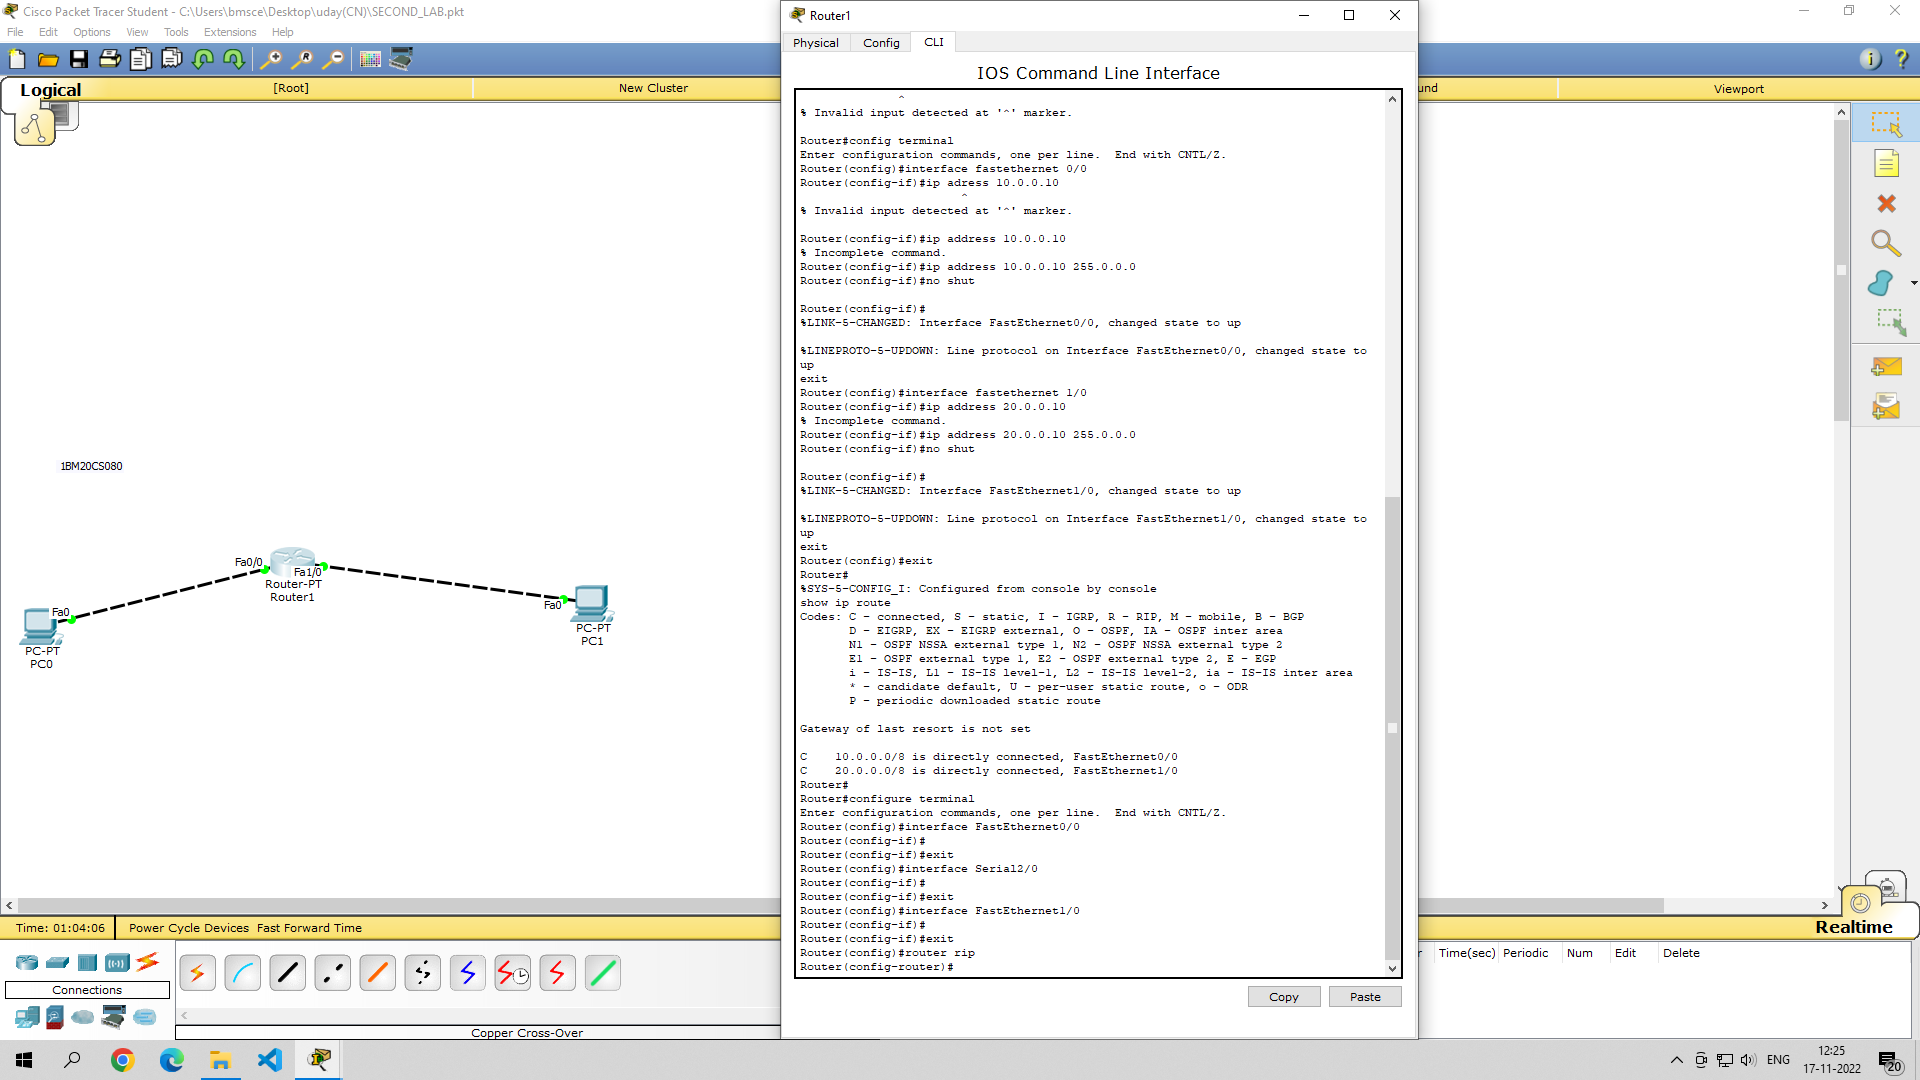 Cisco Packet Tracer Student - C:\Users\bmsce\Desktop\uday(CN)\SECOND_LAB.pkt
File Edit Options View Tools Extensions Help
Logical
[Root]
New Cluster
und
Viewport
1BM20CS080
Fa0/0
Fa1/0
Router-PT
Router1
Fa0
PC-PT
PC0
Fa0
PC-PT
PC1
Router1
Physical Config CLI
IOS Command Line Interface
^
% Invalid input detected at '^' marker.
Router#config terminal
Enter configuration commands, one per line.  End with CNTL/Z.
Router(config)#interface fastethernet 0/0
Router(config-if)#ip adress 10.0.0.10
^
% Invalid input detected at '^' marker.
Router(config-if)#ip address 10.0.0.10
% Incomplete command.
Router(config-if)#ip address 10.0.0.10 255.0.0.0
Router(config-if)#no shut
Router(config-if)#
%LINK-5-CHANGED: Interface FastEthernet0/0, changed state to up
%LINEPROTO-5-UPDOWN: Line protocol on Interface FastEthernet0/0, changed state to
up
exit
Router(config)#interface fastethernet 1/0
Router(config-if)#ip address 20.0.0.10
% Incomplete command.
Router(config-if)#ip address 20.0.0.10 255.0.0.0
Router(config-if)#no shut
Router(config-if)#
%LINK-5-CHANGED: Interface FastEthernet1/0, changed state to up
%LINEPROTO-5-UPDOWN: Line protocol on Interface FastEthernet1/0, changed state to
up
exit
Router(config)#exit
Router#
%SYS-5-CONFIG_I: Configured from console by console
show ip route
Codes: C - connected, S - static, I - IGRP, R - RIP, M - mobile, B - BGP
D - EIGRP, EX - EIGRP external, O - OSPF, IA - OSPF inter area
N1 - OSPF NSSA external type 1, N2 - OSPF NSSA external type 2
E1 - OSPF external type 1, E2 - OSPF external type 2, E - EGP
i - IS-IS, L1 - IS-IS level-1, L2 - IS-IS level-2, ia - IS-IS inter area
* - candidate default, U - per-user static route, o - ODR
P - periodic downloaded static route
Gateway of last resort is not set
C    10.0.0.0/8 is directly connected, FastEthernet0/0
C    20.0.0.0/8 is directly connected, FastEthernet1/0
Router#
Router#configure terminal
Enter configuration commands, one per line.  End with CNTL/Z.
Router(config)#interface FastEthernet0/0
Router(config-if)#
Router(config-if)#exit
Router(config)#interface Serial2/0
Router(config-if)#
Router(config-if)#exit
Router(config)#interface FastEthernet1/0
Router(config-if)#
Router(config-if)#exit
Router(config)#router rip
Router(config-router)#
Copy
Paste
Time: 01:04:06
Power Cycle Devices Fast Forward Time
Realtime
r Time(sec) Periodic Num Edit Delete
Connections
Copper Cross-Over
ENG
12:25
17-11-2022
20